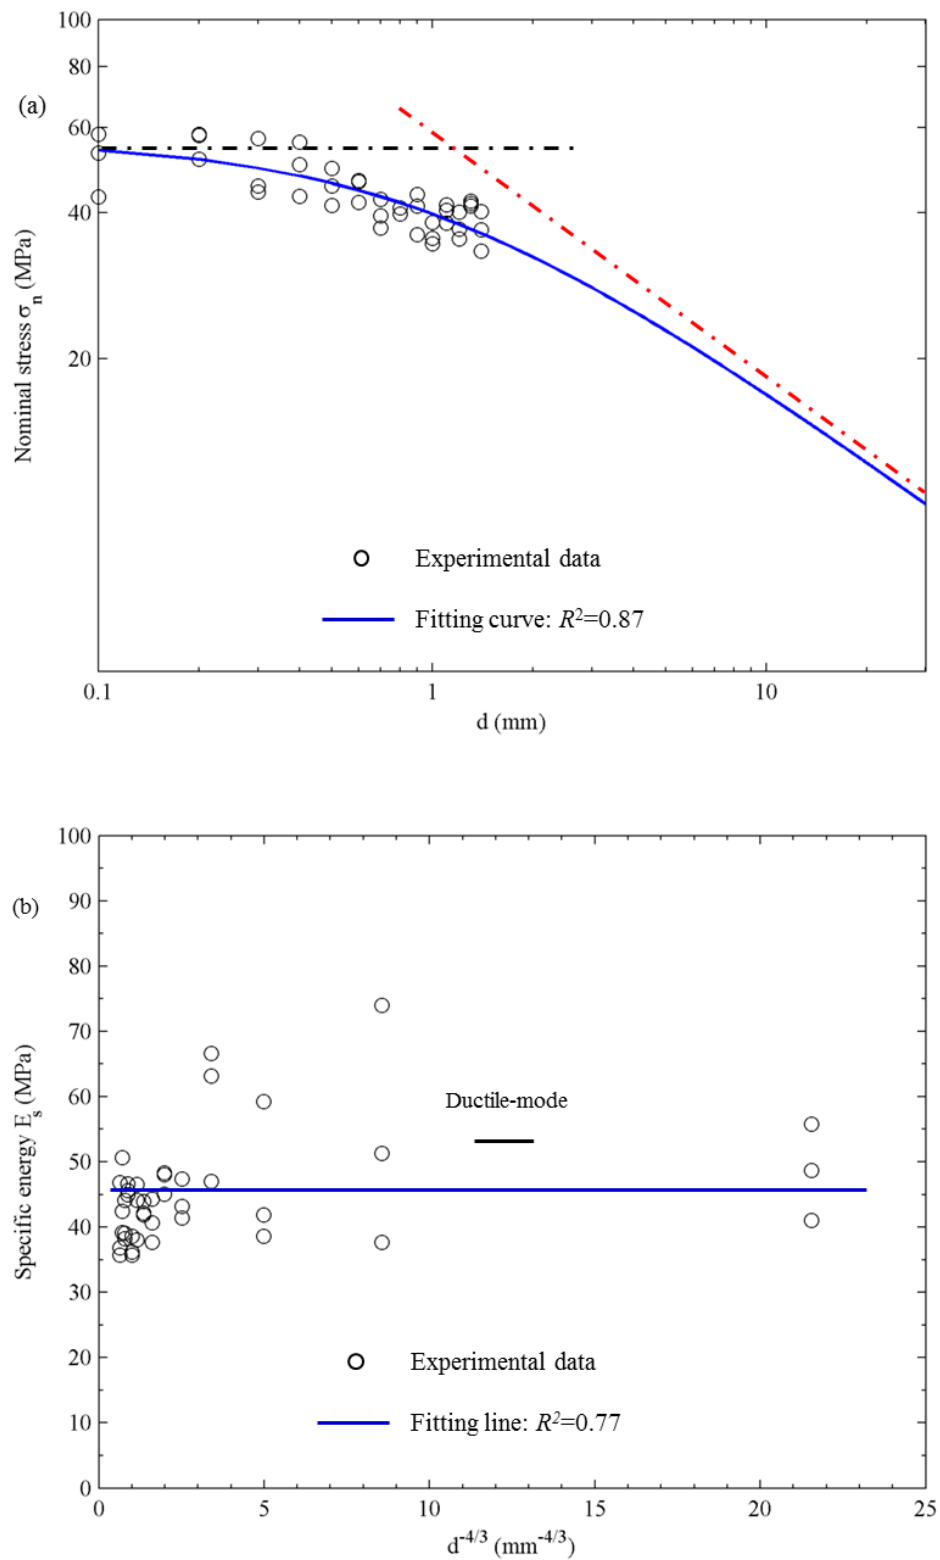 (a)
Nominal stress σn (MPa)
100
80
60
40
20
Experimental data
Fitting curve: R2=0.87
0.1
1
10
d (mm)
(b)
Specific energy Es (MPa)
100
90
80
70
60
50
40
30
20
10
0
Ductile-mode
Experimental data
Fitting line: R2=0.77
0
5
10
15
20
25
d-4/3 (mm-4/3)